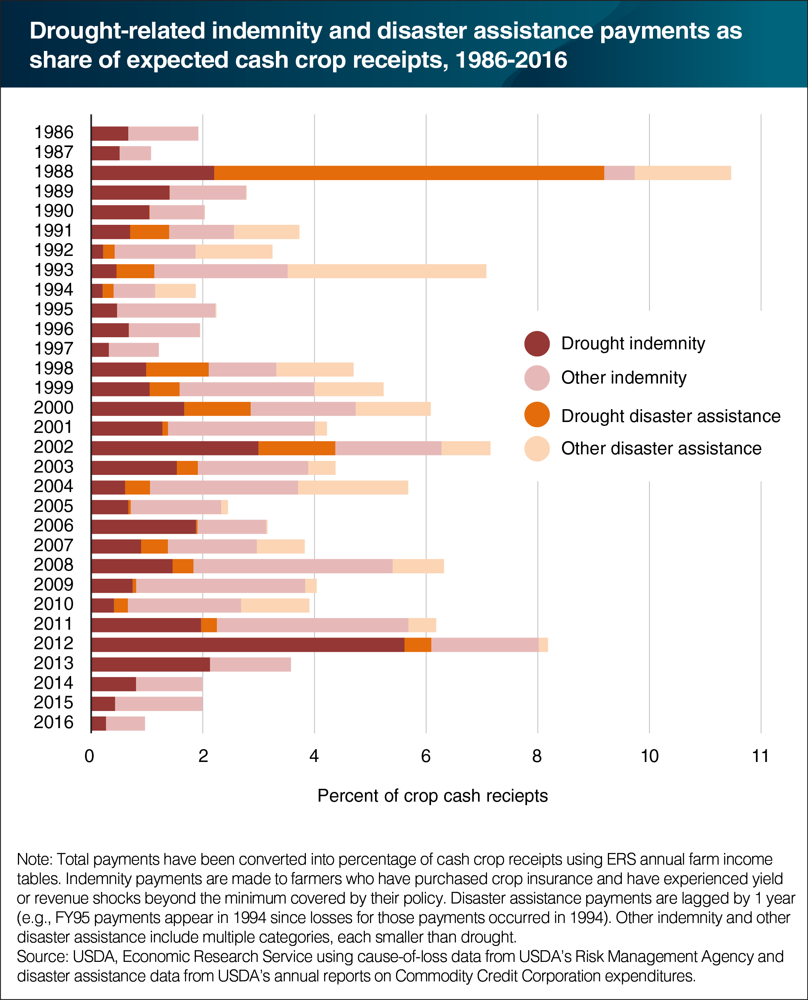 Drought-related indemnity and disaster assistance payments as
share of expected cash crop receipts, 1986-2016
1986
1987
1988
1989
1990
1991
1992
1993
1994
1995
1996
1997
1998
1999
2000
2001
2002
2003
2004
2005
2006
2007
2008
2009
2010
2011
2012
2013
2014
2015
2016
Drought indemnity
Other indemnity
Drought disaster assistance
Other disaster assistance
0 2 4 6 8 10 11
Percent of crop cash reciepts
Note: Total payments have been converted into percentage of cash crop receipts using ERS annual farm income
tables. Indemnity payments are made to farmers who have purchased crop insurance and have experienced yield
or revenue shocks beyond the minimum covered by their policy. Disaster assistance payments are lagged by 1 year
(e.g., FY95 payments appear in 1994 since losses for those payments occurred in 1994). Other indemnity and other
disaster assistance include multiple categories, each smaller than drought.
Source: USDA, Economic Research Service using cause-of-loss data from USDA’s Risk Management Agency and
disaster assistance data from USDA’s annual reports on Commodity Credit Corporation expenditures.